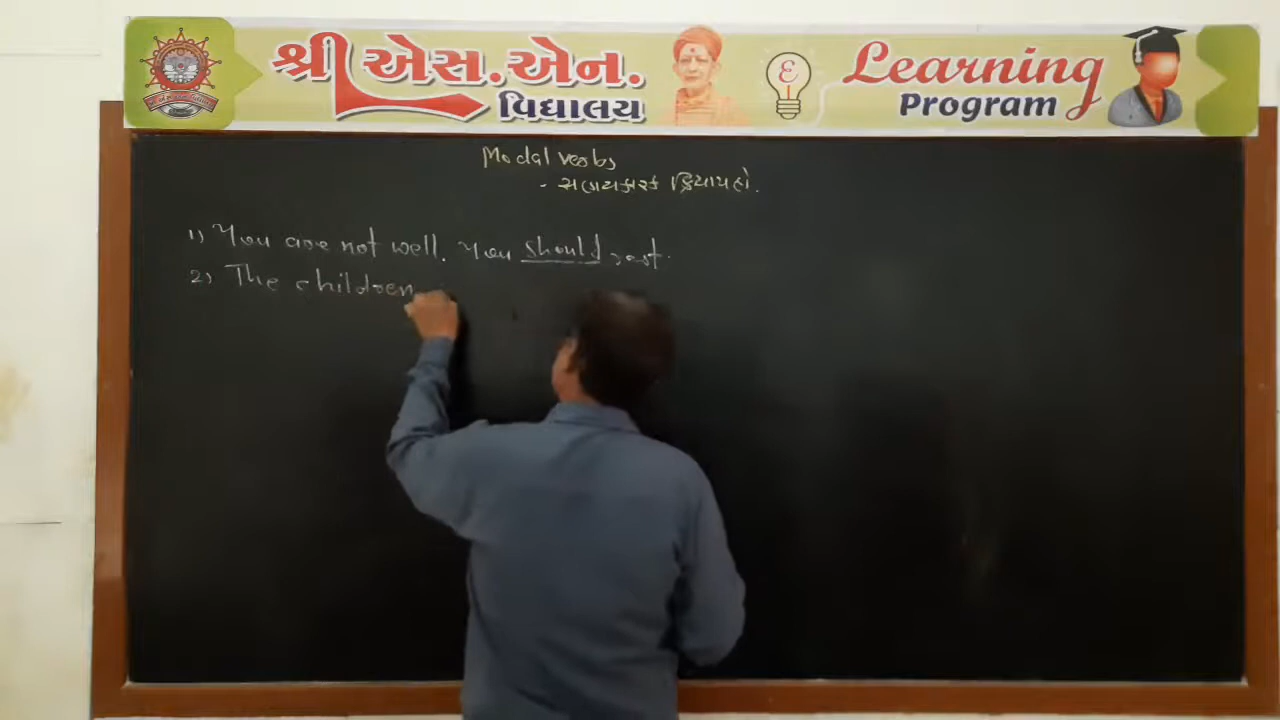 શ્રી એસ.એન.
વિદ્યાલય
Learning
Program
Modal verbs
- સહાયકારક ક્રિયાપદો.
1) You are not well. You should rest.
2) The children